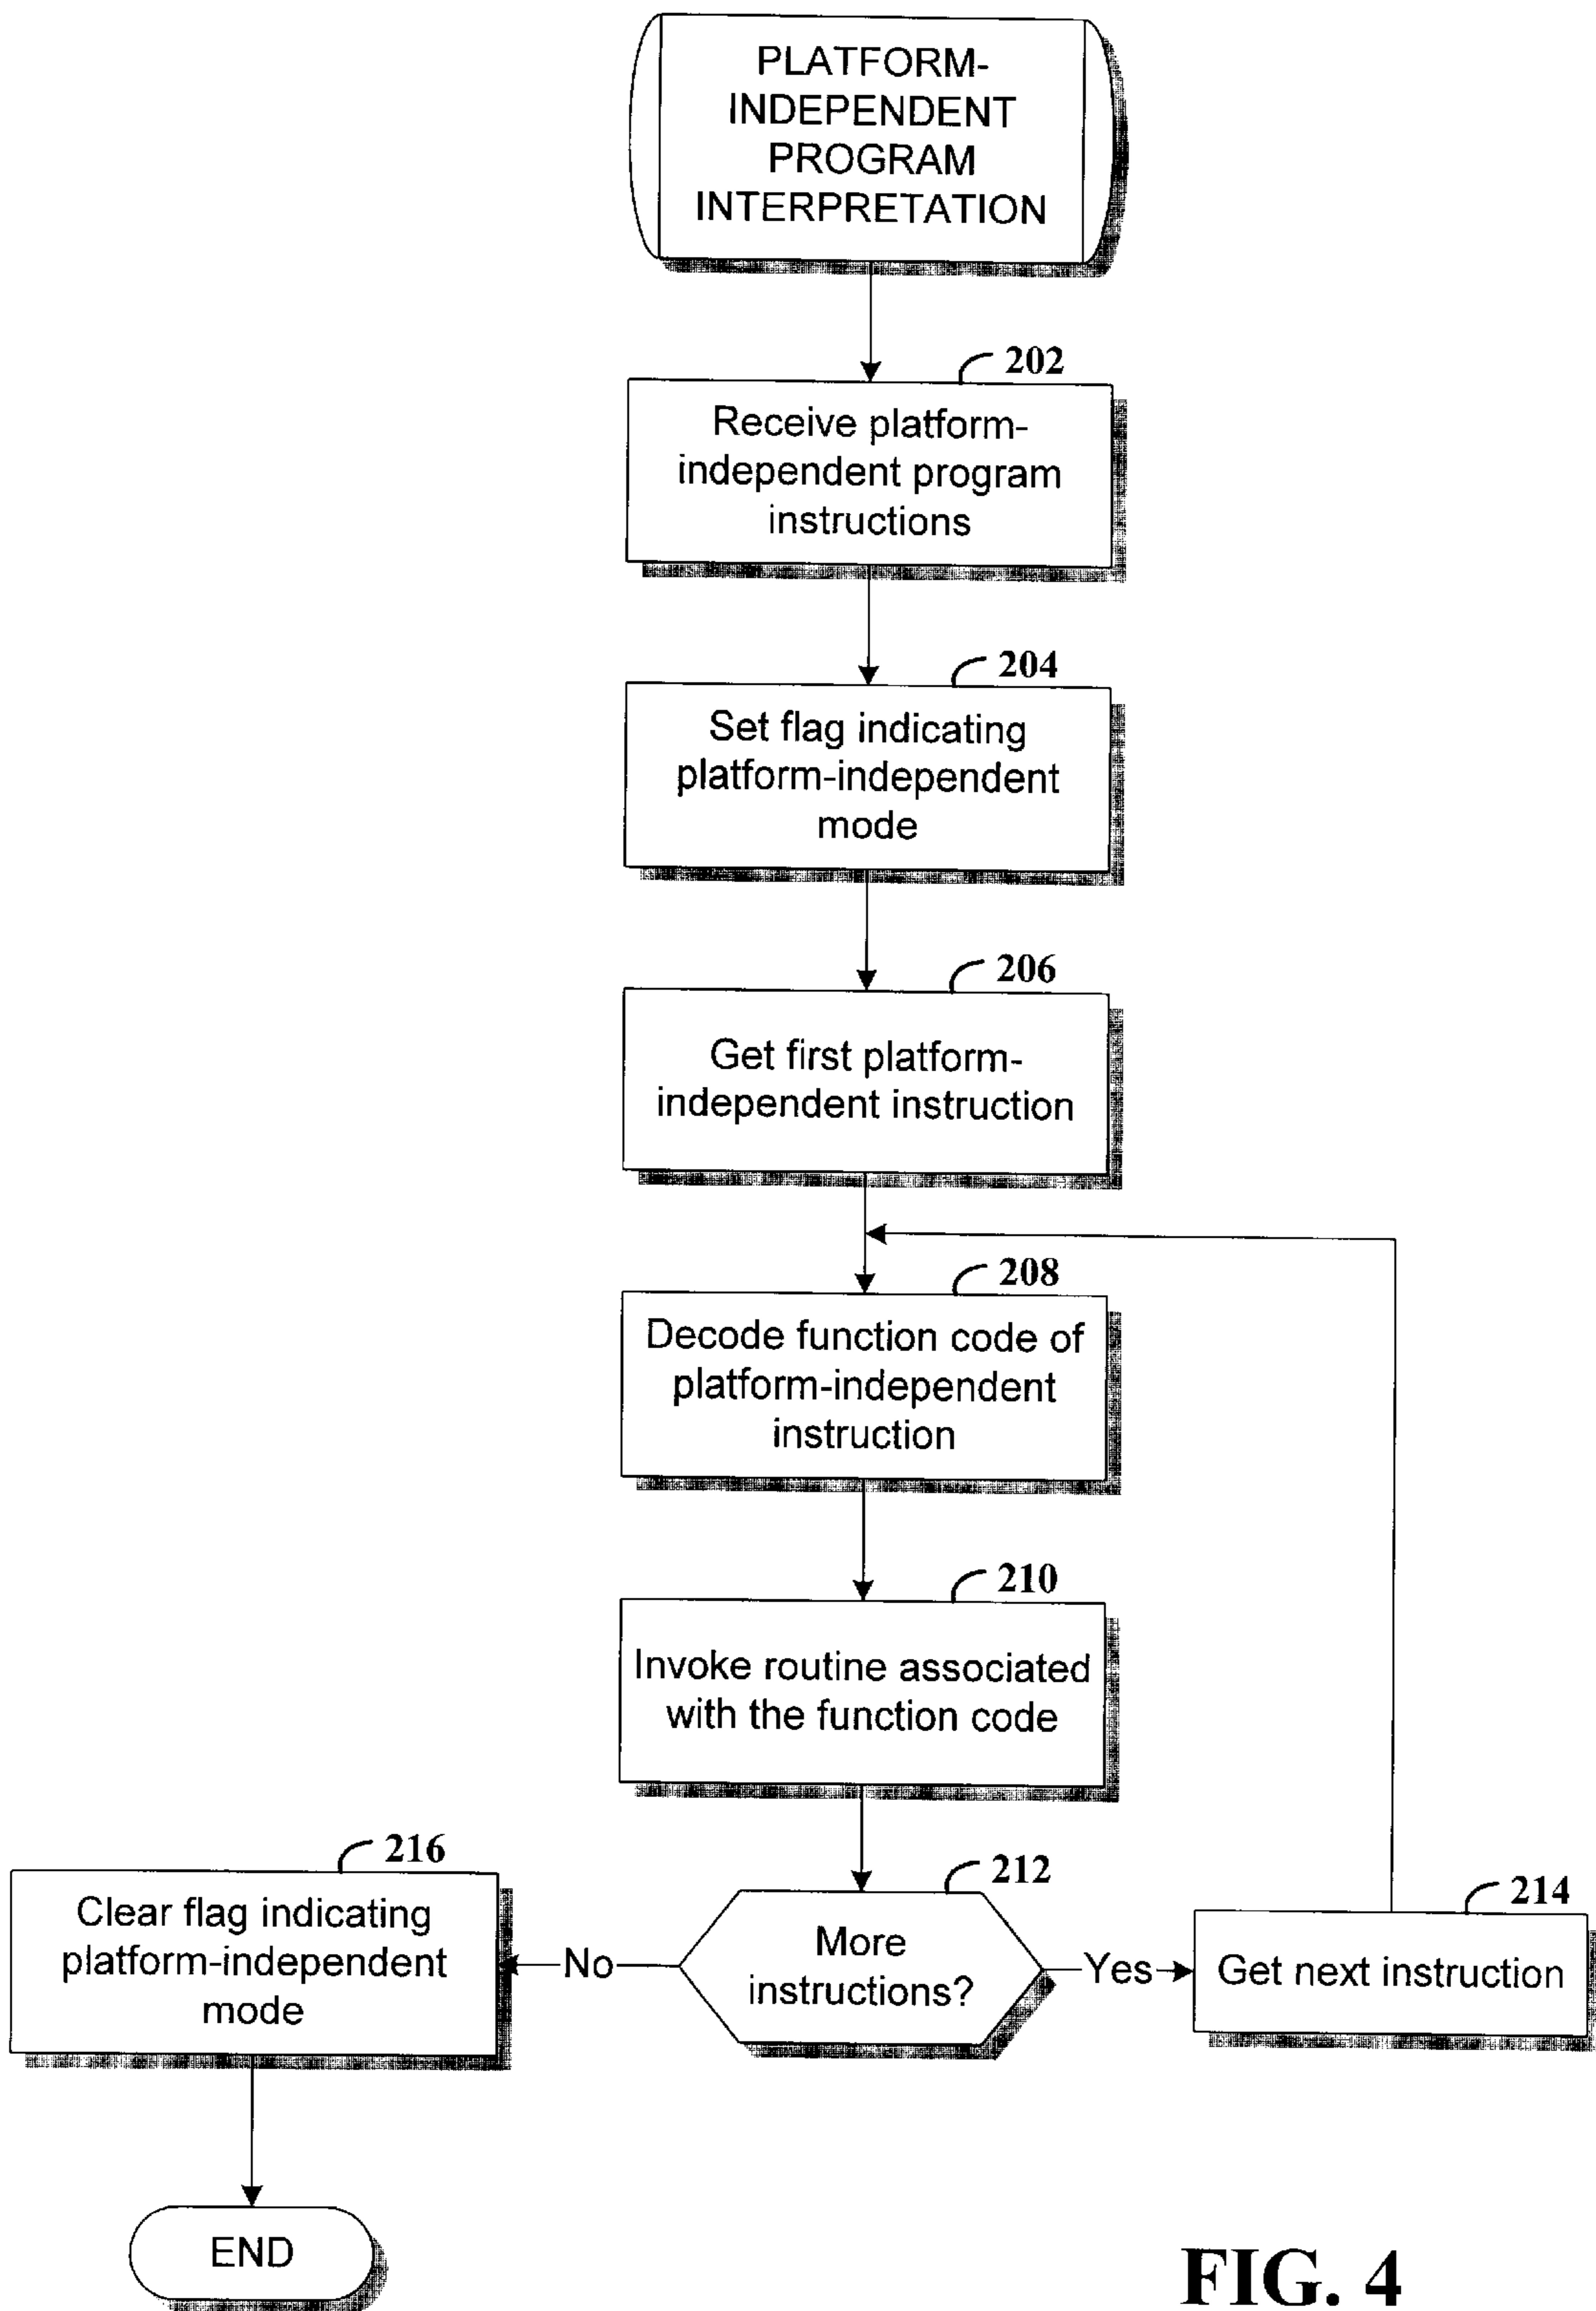 PLATFORM-
INDEPENDENT
PROGRAM
INTERPRETATION
202
Receive platform-
independent program
instructions
204
Set flag indicating
platform-independent
mode
206
Get first platform-
independent instruction
208
Decode function code of
platform-independent
instruction
210
Invoke routine associated
with the function code
212
More
instructions?
Yes
214
Get next instruction
No
216
Clear flag indicating
platform-independent
mode
END
FIG. 4